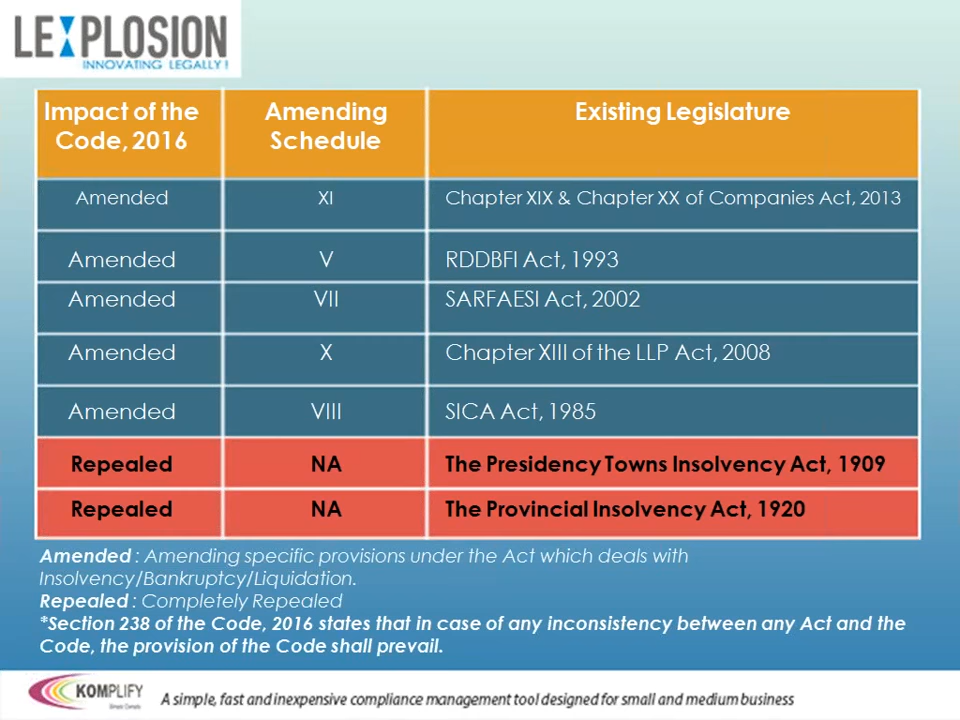 LEXPLOSION
INNOVATING LEGALLY!
Impact of the Code, 2016 Amending Schedule Existing Legislature
Amended XI Chapter XIX & Chapter XX of Companies Act, 2013
Amended V RDDBFI Act, 1993
Amended VII SARFAESI Act, 2002
Amended X Chapter XIII of the LLP Act, 2008
Amended VIII SICA Act, 1985
Repealed NA The Presidency Towns Insolvency Act, 1909
Repealed NA The Provincial Insolvency Act, 1920
Amended : Amending specific provisions under the Act which deals with
Insolvency/Bankruptcy/Liquidation.
Repealed : Completely Repealed
*Section 238 of the Code, 2016 states that in case of any inconsistency between any Act and the
Code, the provision of the Code shall prevail.
KOMPLIFY
A simple, fast and inexpensive compliance management tool designed for small and medium business